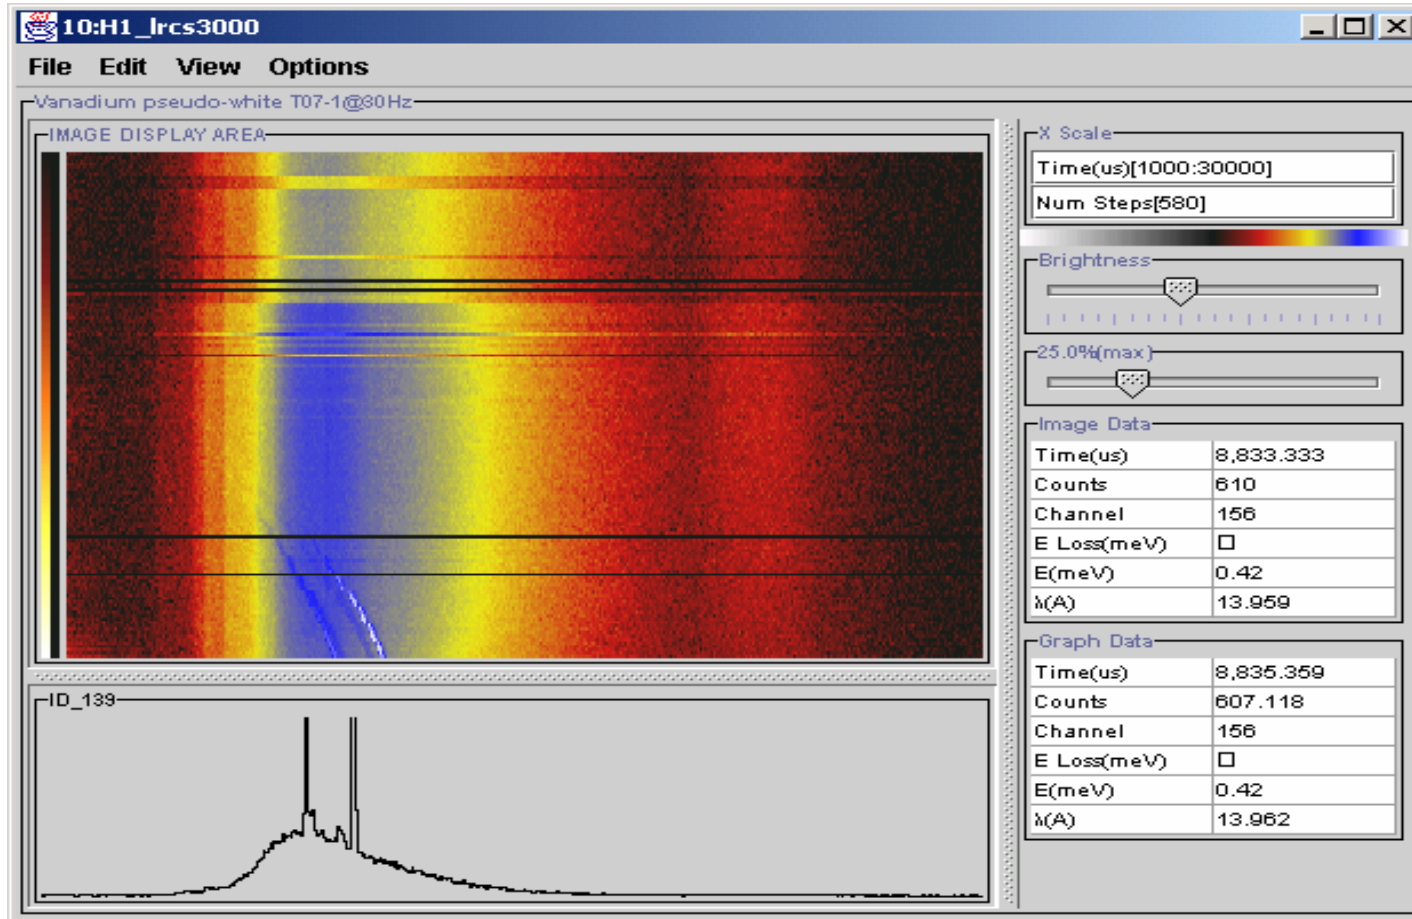 10:H1_lrcs3000
File Edit View Options
Vanadium pseudo-white T07-1@30Hz
IMAGE DISPLAY AREA
X Scale
Time(us)[1000:30000]
Num Steps[580]
Brightness
25.0%(max)
Image Data
Time(us) 8,833.333
Counts 610
Channel 156
E Loss(meV) □
E(meV) 0.42
λ(A) 13.959
Graph Data
Time(us) 8,835.359
Counts 607.118
Channel 156
E Loss(meV) □
E(meV) 0.42
λ(A) 13.962
ID_139